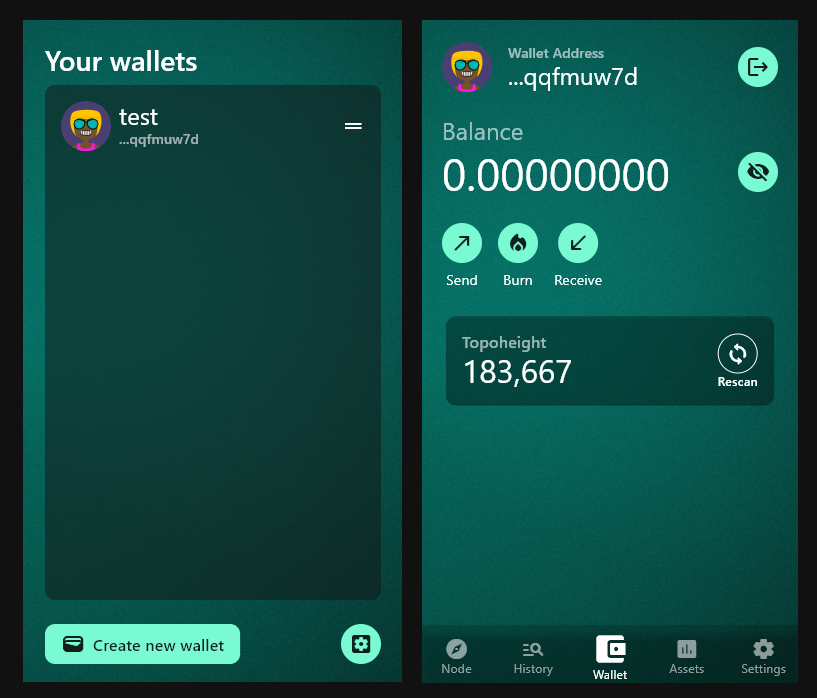 Your wallets
test
...qqfmuw7d
Create new wallet
Wallet Address
...qqfmuw7d
Balance
0.00000000
Send
Burn
Receive
Topoheight
183,667
Rescan
Node
History
Wallet
Assets
Settings